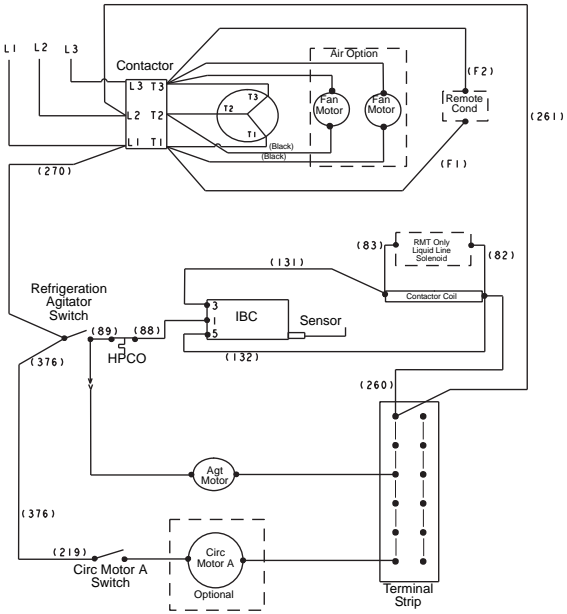 L1
L2
L3
Contactor
Air Option
(F2)
L3 T3
T3
L2 T2
T2
L1 T1
T1
Fan
Motor
Fan
Motor
Remote
Cond
(261)
(Black)
(Black)
(F1)
(270)
(83)
RMT Only
Liquid Line
Solenoid
(82)
(131)
Contactor Coil
Refrigeration
Agitator
Switch
3
1
5
IBC
Sensor
(89)
(88)
HPCO
(376)
(132)
(260)
Agt
Motor
(376)
(219)
Circ Motor A
Switch
Circ
Motor A
Optional
Terminal
Strip